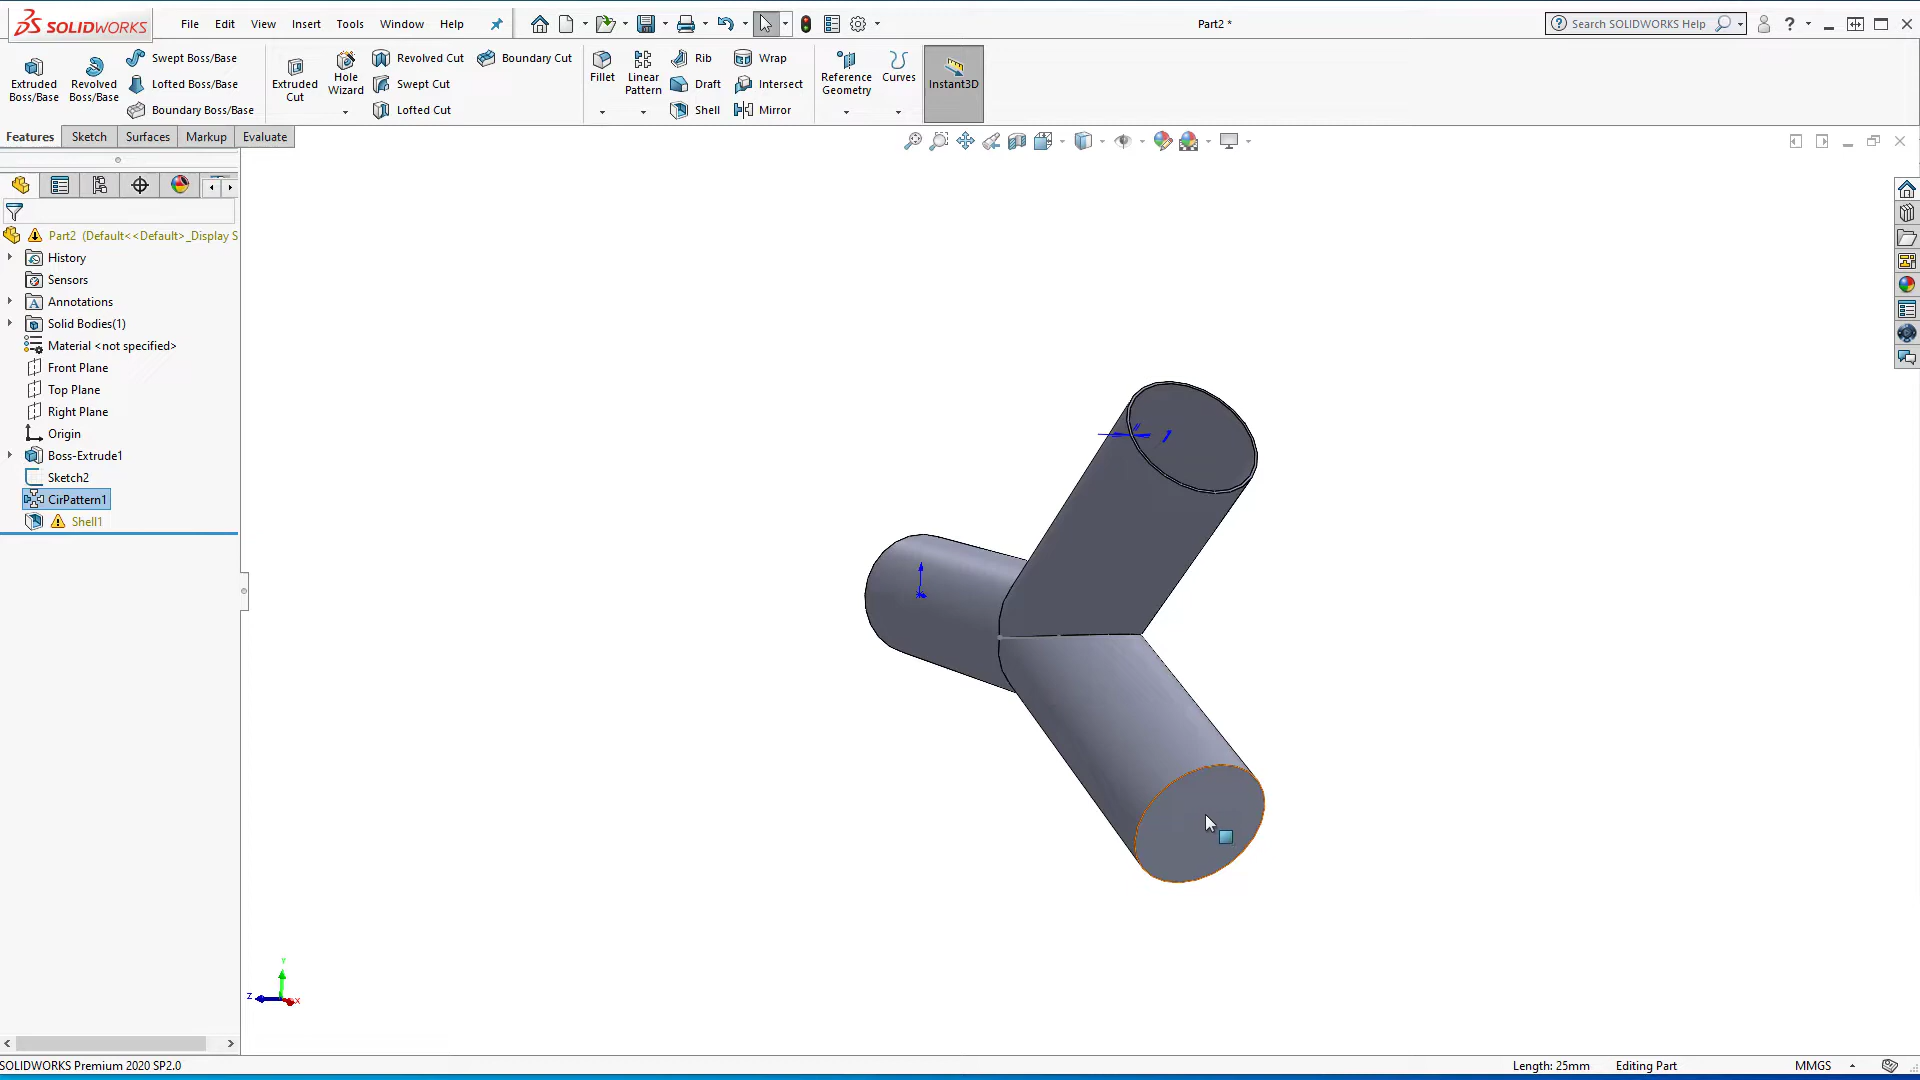 SOLIDWORKS
File Edit View Insert Tools Window Help
Part2 *
Search SOLIDWORKS Help
Extruded Boss/Base
Revolved Boss/Base
Swept Boss/Base
Lofted Boss/Base
Boundary Boss/Base
Extruded Cut
Hole Wizard
Revolved Cut
Swept Cut
Lofted Cut
Boundary Cut
Fillet
Linear Pattern
Rib
Draft
Shell
Wrap
Intersect
Mirror
Reference Geometry
Curves
Instant3D
Features Sketch Surfaces Markup Evaluate
Part2 (Default<<Default>_Display S
History
Sensors
Annotations
Solid Bodies(1)
Material <not specified>
Front Plane
Top Plane
Right Plane
Origin
Boss-Extrude1
Sketch2
CirPattern1
Shell1
1
Y
Z
X
SOLIDWORKS Premium 2020 SP2.0
Length: 25mm
Editing Part
MMGS